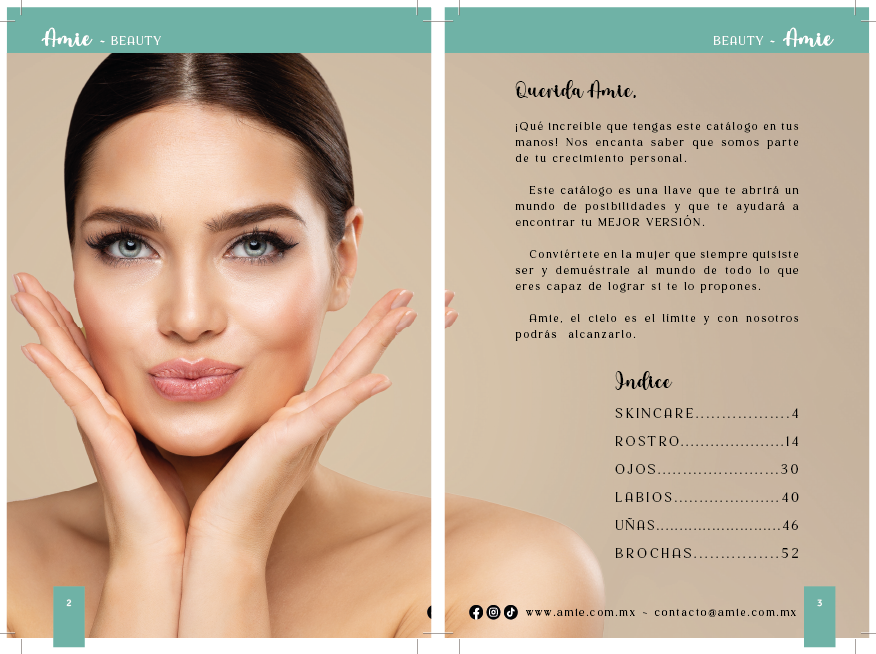 Amie ~ BEAUTY
BEAUTY ~ Amie
Querida Amie,
¡Qué increíble que tengas este catálogo en tus
manos! Nos encanta saber que somos parte
de tu crecimiento personal.
Este catálogo es una llave que te abrirá un
mundo de posibilidades y que te ayudará a
encontrar tu MEJOR VERSIÓN.
Conviértete en la mujer que siempre quisiste
ser y demuéstrale al mundo de todo lo que
eres capaz de lograr si te lo propones.
Amie, el cielo es el límite y con nosotros
podrás alcanzarlo.
Índice
SKINCARE..................4
ROSTRO.....................14
OJOS........................30
LABIOS.....................40
UÑAS.........................46
BROCHAS................52
2
www.amie.com.mx ~ contacto@amie.com.mx
3